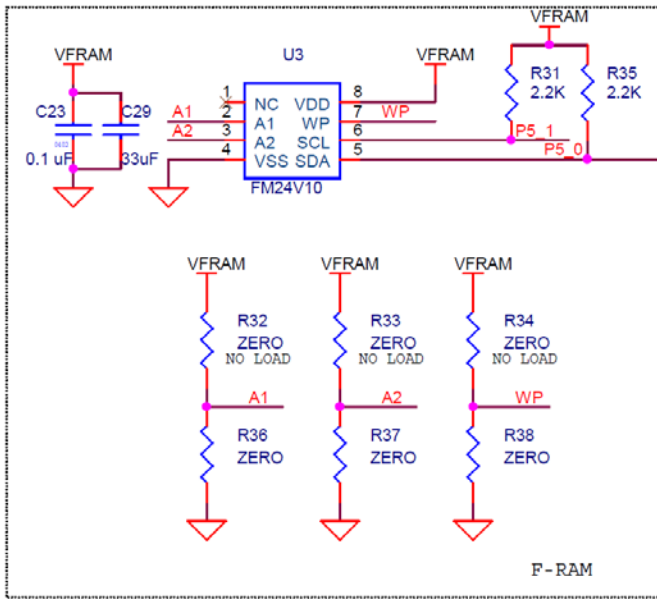 VFRAM
C23
C29
0.1 uF
33uF
U3
VFRAM
1
NC
VDD
8
A1
2
A1
WP
7
WP
A2
3
A2
SCL
6
P5_1
4
VSS
SDA
5
P5_0
FM24V10
VFRAM
R31
2.2K
R35
2.2K
VFRAM
R32
ZERO
NO LOAD
A1
R36
ZERO
VFRAM
R33
ZERO
NO LOAD
A2
R37
ZERO
VFRAM
R34
ZERO
NO LOAD
WP
R38
ZERO
F-RAM